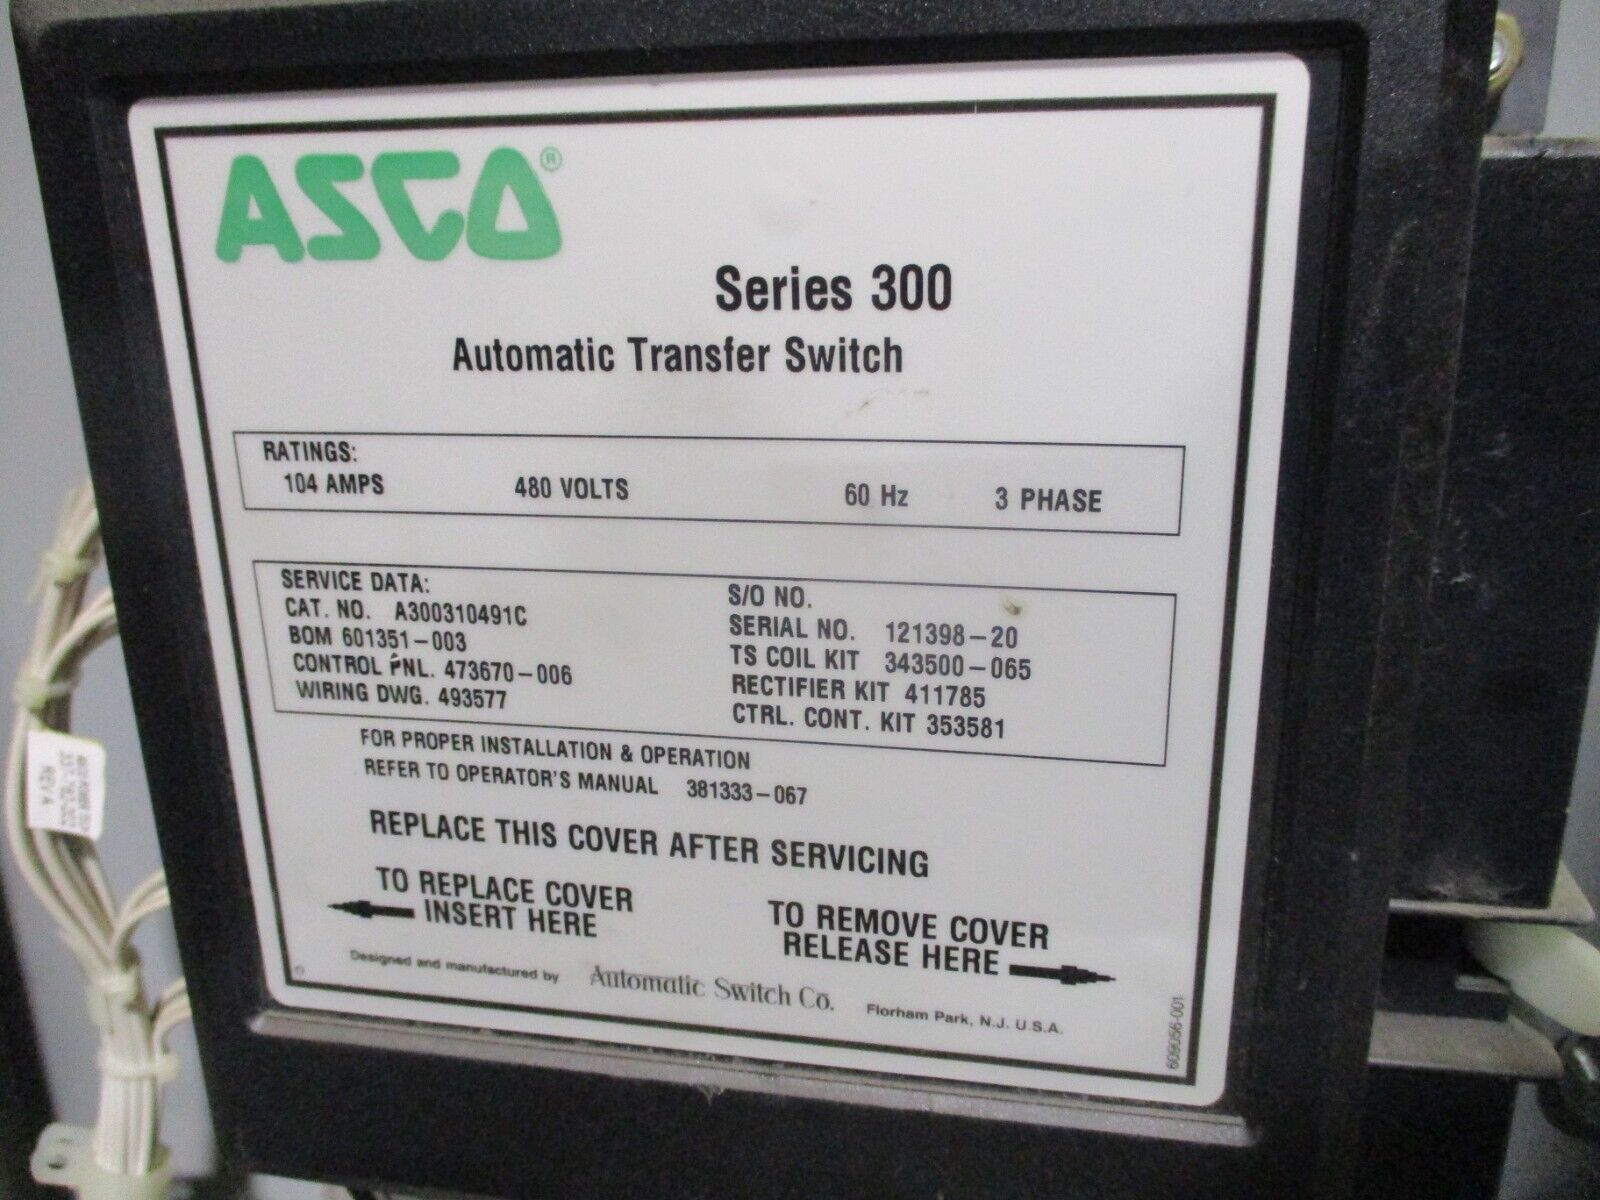 ASCO®
Series 300
Automatic Transfer Switch
RATINGS:
104 AMPS 480 VOLTS 60 Hz 3 PHASE
SERVICE DATA:
CAT. NO. A300310491C
BOM 601351-003
CONTROL PNL. 473670-006
WIRING DWG. 493577
S/O NO.
SERIAL NO. 121398-20
TS COIL KIT 343500-065
RECTIFIER KIT 411785
CTRL. CONT. KIT 353581
FOR PROPER INSTALLATION & OPERATION
REFER TO OPERATOR'S MANUAL 381333-067
REPLACE THIS COVER AFTER SERVICING
TO REPLACE COVER
INSERT HERE
TO REMOVE COVER
RELEASE HERE
Designed and manufactured by Automatic Switch Co. Florham Park, N.J. U.S.A.
609056-001
REV A